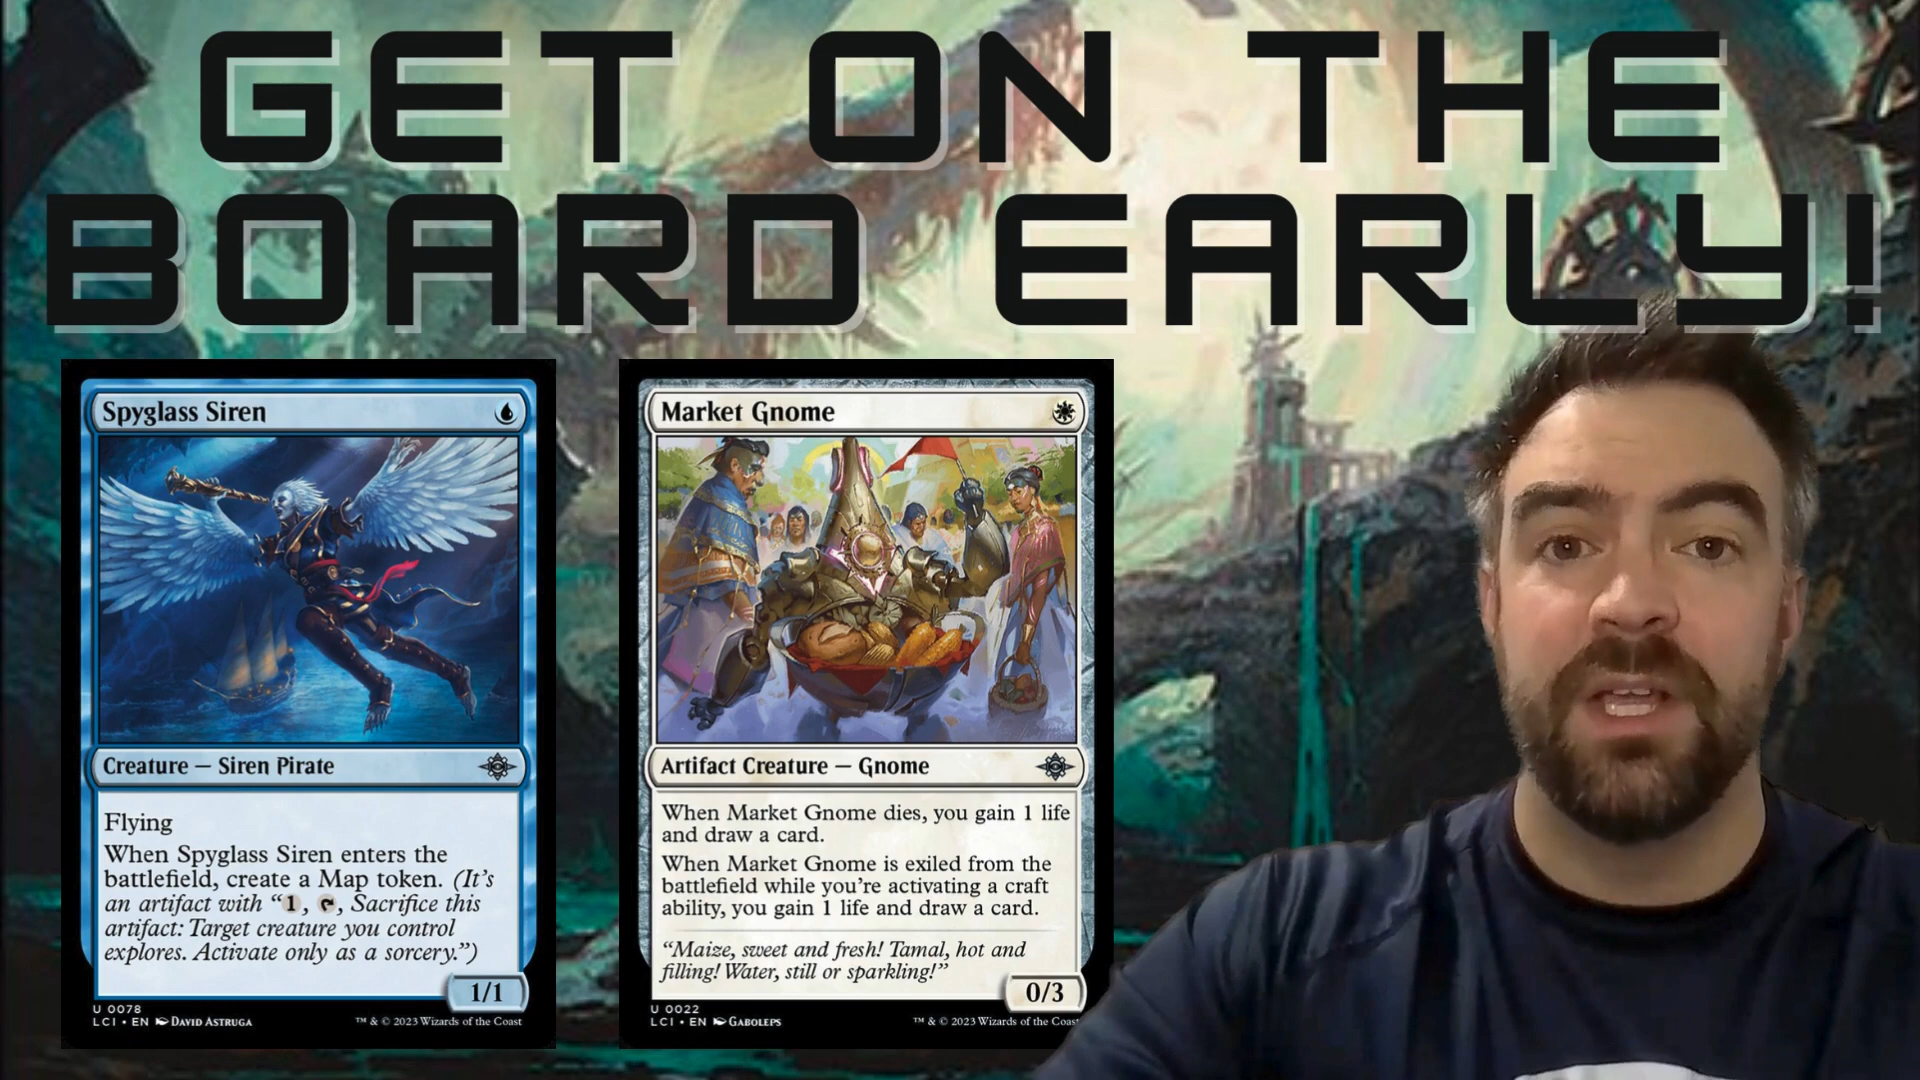 GET ON THE
BOARD EARLY!
Spyglass Siren
Creature — Siren Pirate
Flying
When Spyglass Siren enters the
battlefield, create a Map token. (It's
an artifact with “1, T, Sacrifice this
artifact: Target creature you control
explores. Activate only as a sorcery.”)
1/1
U 0078
LCI • EN DAVID ASTRUGA
™ & © 2023 Wizards of the Coast
Market Gnome
Artifact Creature — Gnome
When Market Gnome dies, you gain 1 life
and draw a card.
When Market Gnome is exiled from the
battlefield while you're activating a craft
ability, you gain 1 life and draw a card.
“Maize, sweet and fresh! Tamal, hot and
filling! Water, still or sparkling!”
0/3
U 0022
LCI • EN GABOLEPS
™ & © 2023 Wizards of the Coast